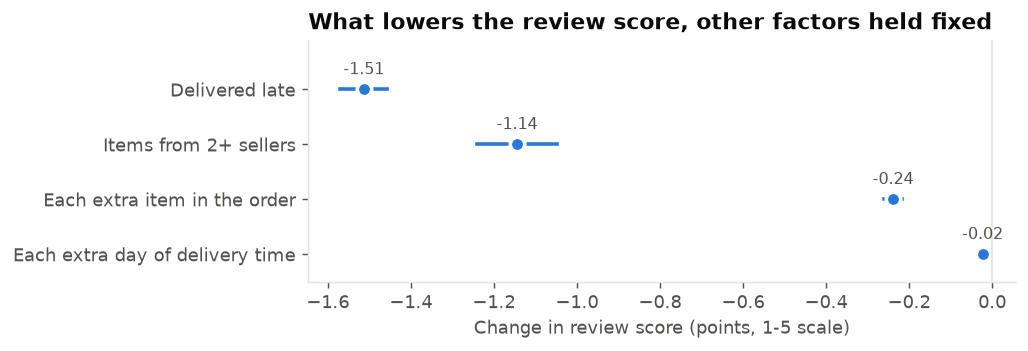 What lowers the review score, other factors held fixed
-1.51
Delivered late
-1.14
Items from 2+ sellers
-0.24
Each extra item in the order
-0.02
Each extra day of delivery time
−1.6 −1.4 −1.2 −1.0 −0.8 −0.6 −0.4 −0.2 0.0
Change in review score (points, 1-5 scale)